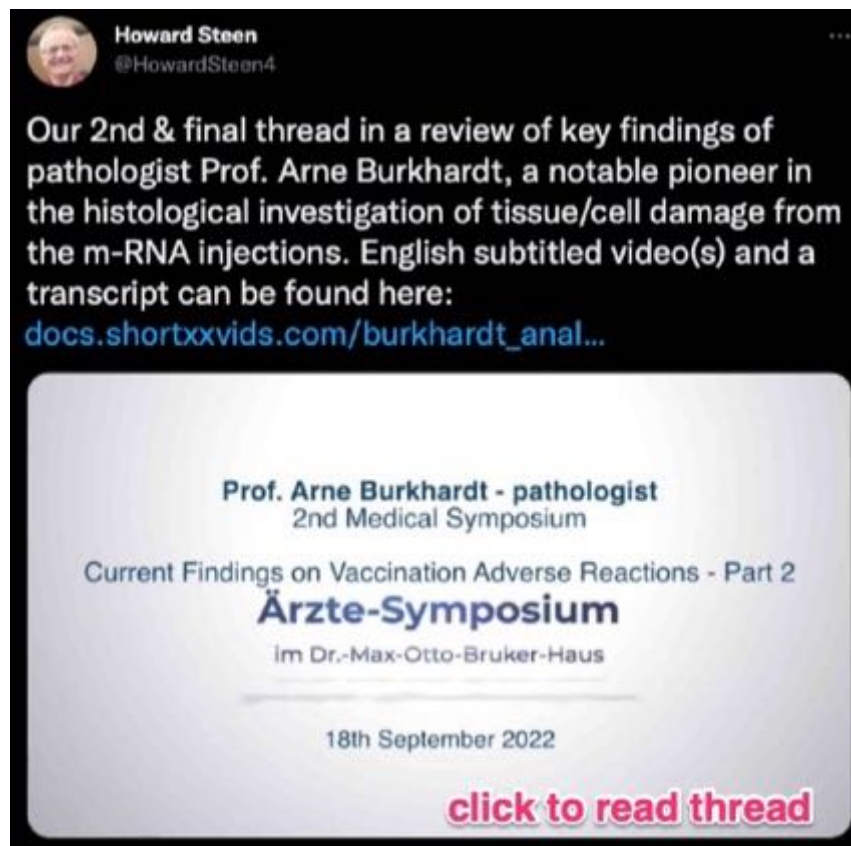 Howard Steen
@HowardSteen4
Our 2nd & final thread in a review of key findings of
pathologist Prof. Arne Burkhardt, a notable pioneer in
the histological investigation of tissue/cell damage from
the m-RNA injections. English subtitled video(s) and a
transcript can be found here:
docs.shortxxvids.com/burkhardt_anal...
Prof. Arne Burkhardt - pathologist
2nd Medical Symposium
Current Findings on Vaccination Adverse Reactions - Part 2
Ärzte-Symposium
im Dr.-Max-Otto-Bruker-Haus
18th September 2022
click to read thread